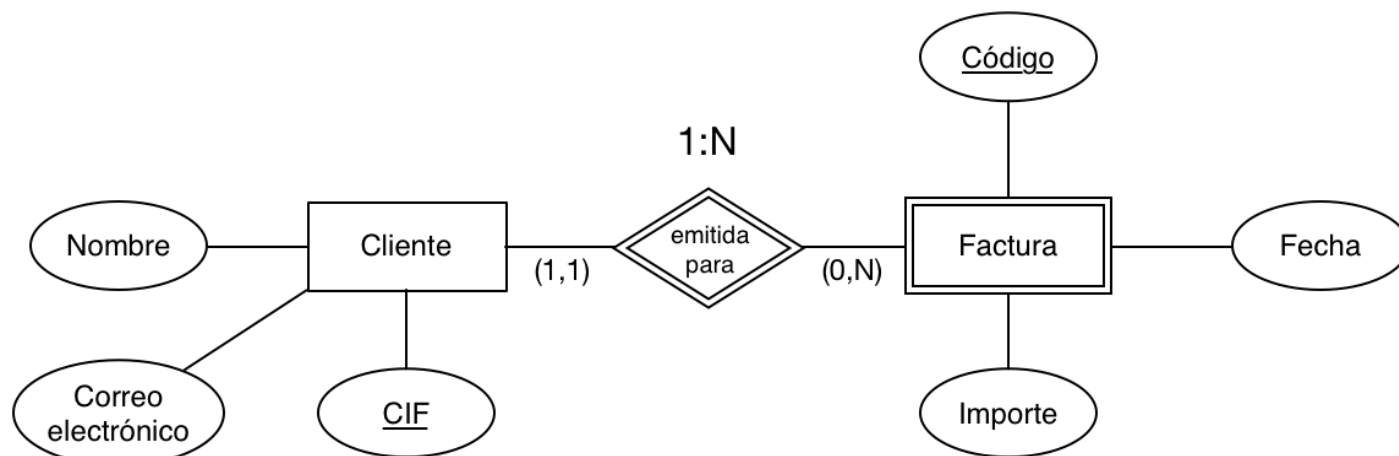 Código
1:N
Nombre
Cliente
(1,1)
emitida
para
(0,N)
Factura
Fecha
Correo
electrónico
CIF
Importe